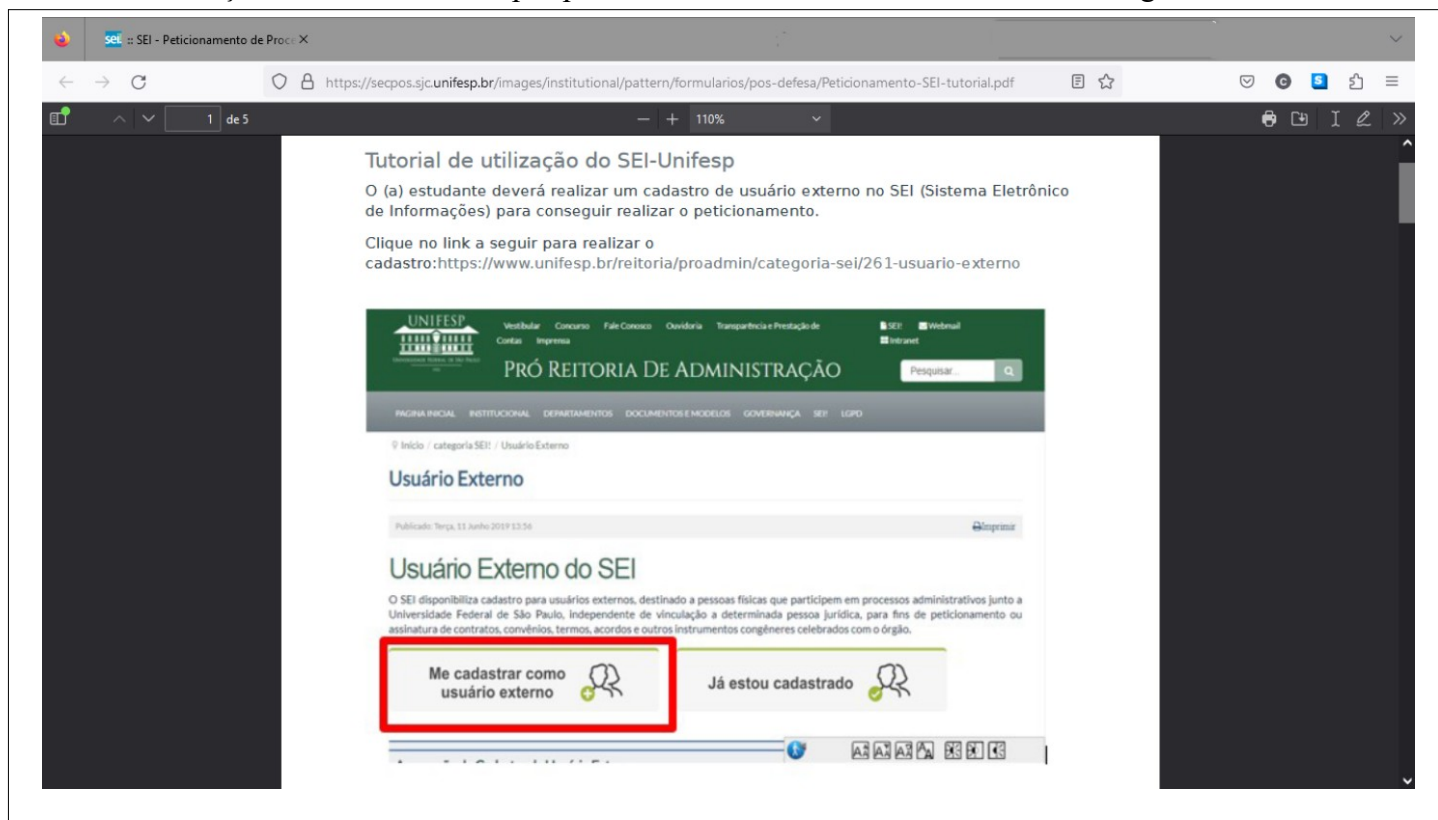 :: SEI - Peticionamento de Proce
https://secpos.sjc.unifesp.br/images/institutional/pattern/formularios/pos-defesa/Peticionamento-SEI-tutorial.pdf
1 de 5
110%
Tutorial de utilização do SEI-Unifesp
O (a) estudante deverá realizar um cadastro de usuário externo no SEI (Sistema Eletrônico
de Informações) para conseguir realizar o peticionamento.
Clique no link a seguir para realizar o
cadastro:https://www.unifesp.br/reitoria/proadmin/categoria-sei/261-usuario-externo
UNIFESP
Vestibular Concurso Fale Conosco Ouvidoria Transparência e Prestação de
Contas Imprensa
SEI! Webmail
Intranet
PRÓ REITORIA DE ADMINISTRAÇÃO
Pesquisar...
PAGINA INICIAL INSTITUCIONAL DEPARTAMENTOS DOCUMENTOS E MODELOS GOVERNANÇA SEI! LGPD
Início / categoria SEI! / Usuário Externo
Usuário Externo
Publicado: Terça, 11 Junho 2019 13:56
Imprimir
Usuário Externo do SEI
O SEI disponibiliza cadastro para usuários externos, destinado a pessoas físicas que participem em processos administrativos junto a
Universidade Federal de São Paulo, independente de vinculação a determinada pessoa jurídica, para fins de peticionamento ou
assinatura de contratos, convênios, termos, acordos e outros instrumentos congêneres celebrados com o órgão.
Me cadastrar como
usuário externo
Já estou cadastrado